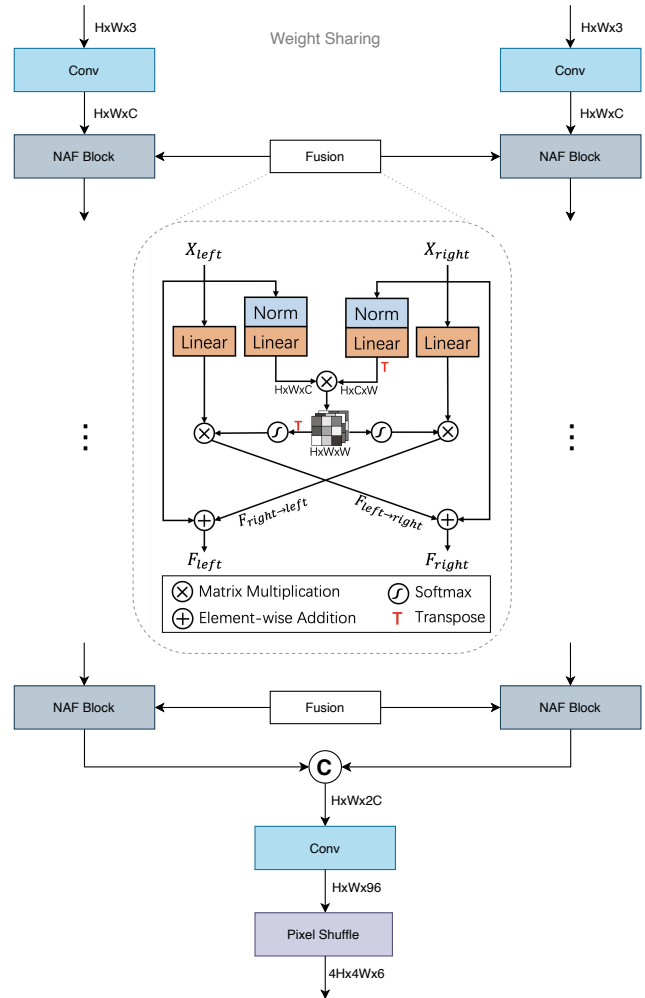 HxWx3
Weight Sharing
HxWx3
Conv
Conv
HxWxC
HxWxC
NAF Block
Fusion
NAF Block
X_left
X_right
Norm
Norm
Linear
Linear
Linear
Linear
T
HxWxC
HxCxW
T
HxWxW
F_right→left
F_left→right
F_left
F_right
Matrix Multiplication
Softmax
Element-wise Addition
T Transpose
NAF Block
Fusion
NAF Block
C
HxWx2C
Conv
HxWx96
Pixel Shuffle
4Hx4Wx6